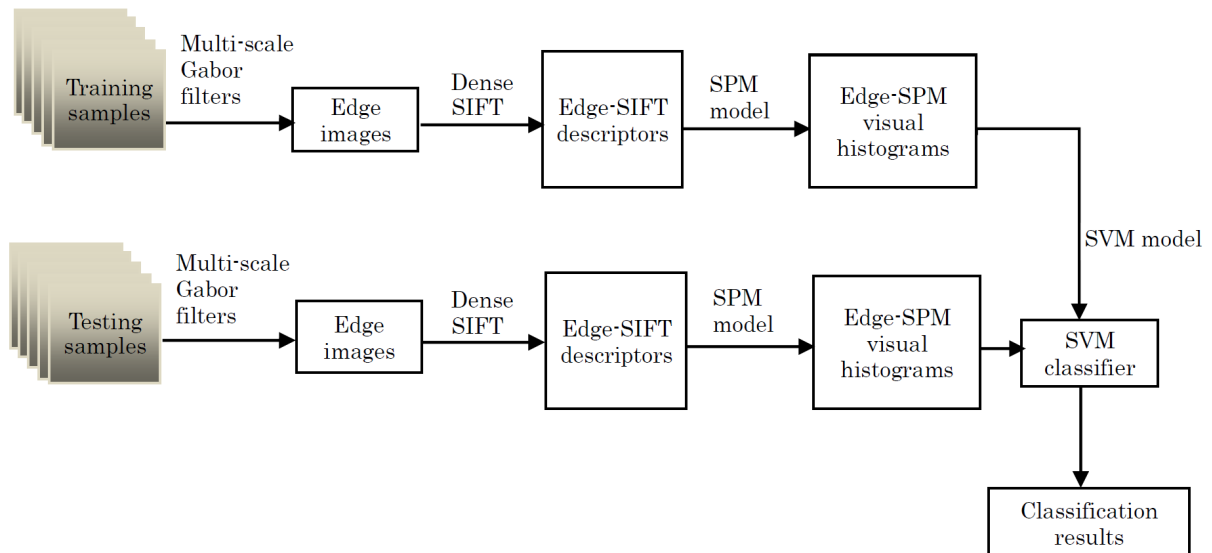 Training
samples
Multi-scale
Gabor
filters
Edge
images
Dense
SIFT
Edge-SIFT
descriptors
SPM
model
Edge-SPM
visual
histograms
SVM model
Testing
samples
Multi-scale
Gabor
filters
Edge
images
Dense
SIFT
Edge-SIFT
descriptors
SPM
model
Edge-SPM
visual
histograms
SVM
classifier
Classification
results